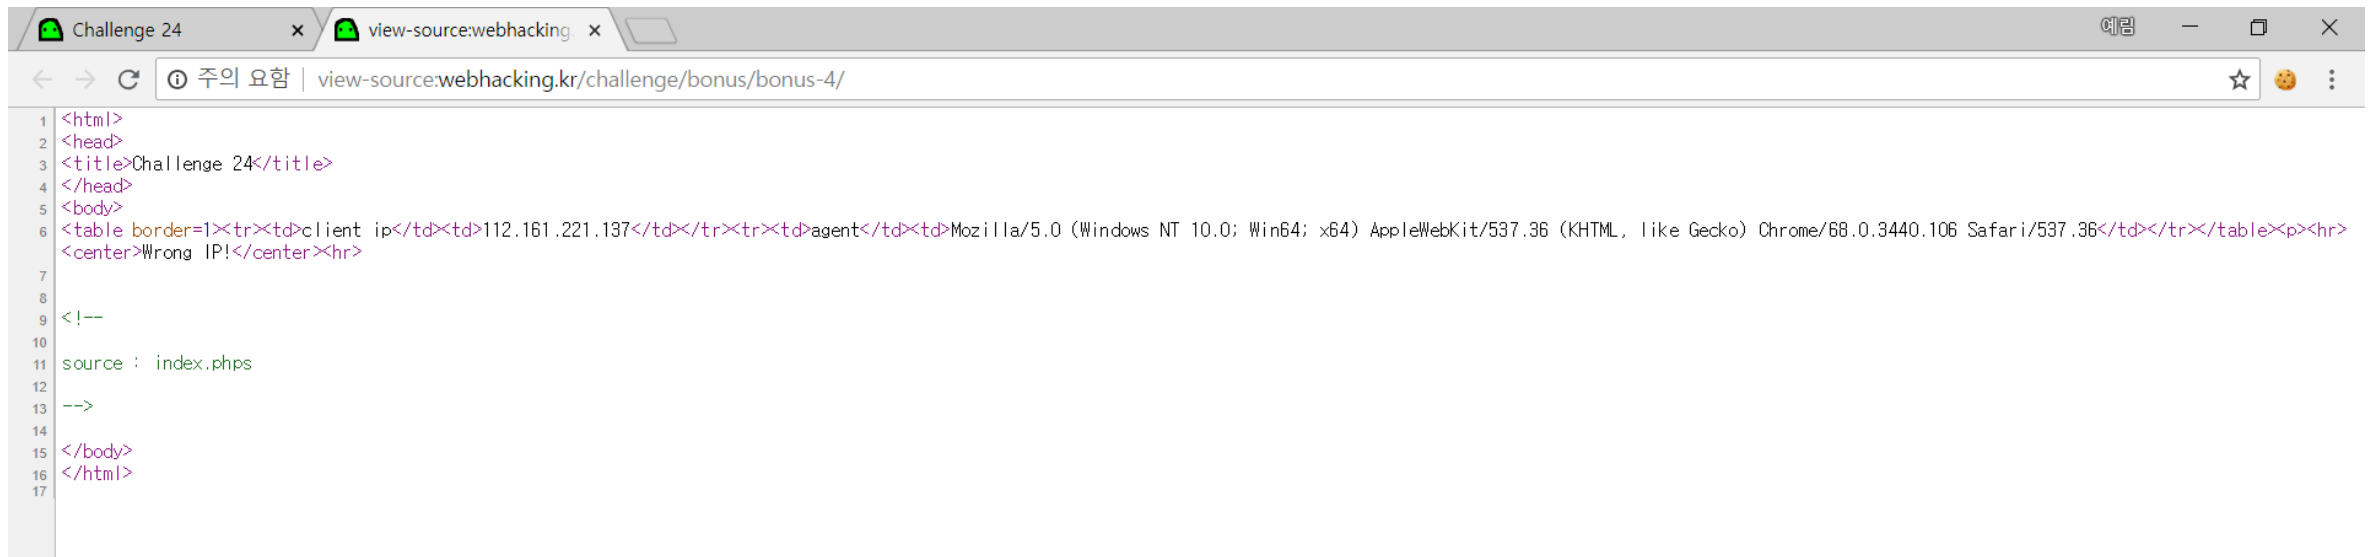 Challenge 24
view-source:webhacking.
예림
주의 요함
view-source:webhacking.kr/challenge/bonus/bonus-4/
1 <html>
2 <head>
3 <title>Challenge 24</title>
4 </head>
5 <body>
6 <table border=1><tr><td>client ip</td><td>112.161.221.137</td></tr><tr><td>agent</td><td>Mozilla/5.0 (Windows NT 10.0; Win64; x64) AppleWebKit/537.36 (KHTML, like Gecko) Chrome/68.0.3440.106 Safari/537.36</td></tr></table><p><hr>
<center>Wrong IP!</center><hr>
7
8
9 <!--
10
11 source : index.phps
12
13 -->
14
15 </body>
16 </html>
17